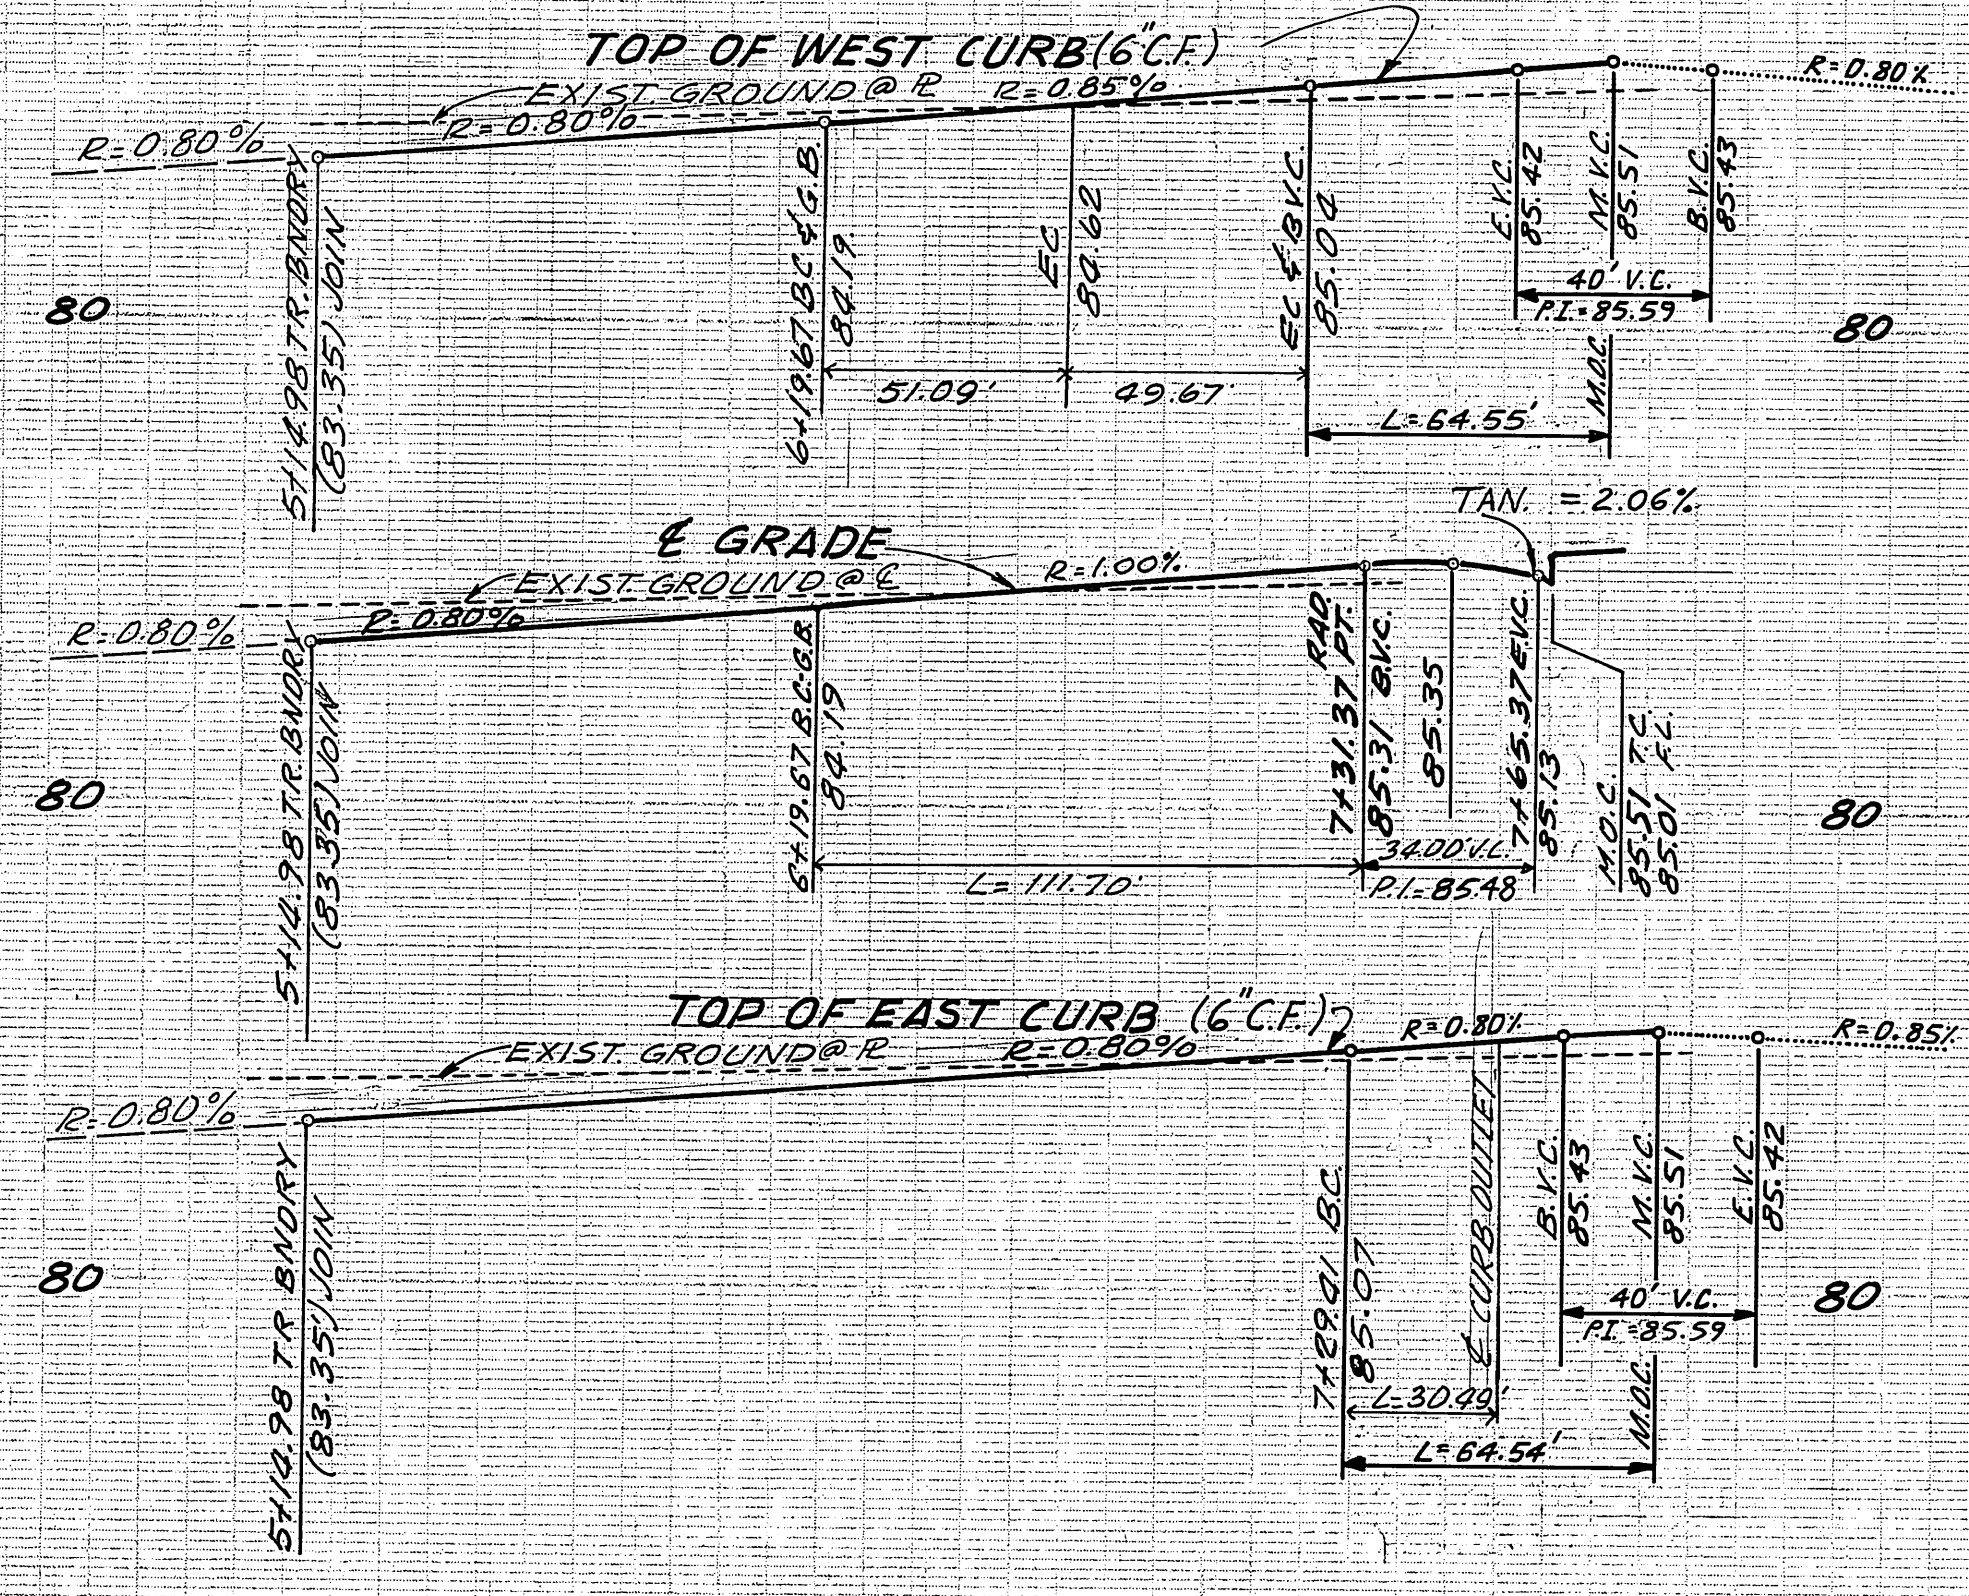 TOP OF WEST CURB (6" C.F.)
EXIST. GROUND @ ⅊
R= 0.85%
R= 0.80%
R= 0.80%
R= 0.80%
5+14.98 TR. BNDRY
(83.35) JOIN
6+19.67 BC & G.B.
84.19
EC
84.62
EC & BVC.
85.04
E.V.C.
85.42
M.V.C.
85.51
B.V.C.
85.43
40' V.C.
P.I.=85.59
80
80
51.09'
49.67'
M.O.C.
L=64.55'
TAN. = 2.06%
℄ GRADE
EXIST. GROUND @ ℄
R=1.00%
R= 0.80%
R= 0.80%
5+14.98 TR. BNDRY
(83.35) JOIN
6+19.67 B.C.-G.B.
84.19
RAD.
7+31.37 PT.
85.31 B.V.C.
85.35
7+65.37 E.V.C.
85.13
M.O.C.
85.51 T.C.
85.01 F.L.
80
80
34.00' V.C.
L= 111.70'
P.I.=85.48
TOP OF EAST CURB (6" C.F.)
EXIST. GROUND @ ⅊
R=0.80%
R=0.80%
R=0.85%
R=0.80%
5+14.98 TR BNDRY
(83.35') JOIN
7+29.91 B.C.
85.07
℄ CURB OUTLET
B.V.C.
85.43
M.V.C.
85.51
E.V.C.
85.42
40' V.C.
P.I.=85.59
80
80
L=30.49'
M.O.C.
L=64.54'